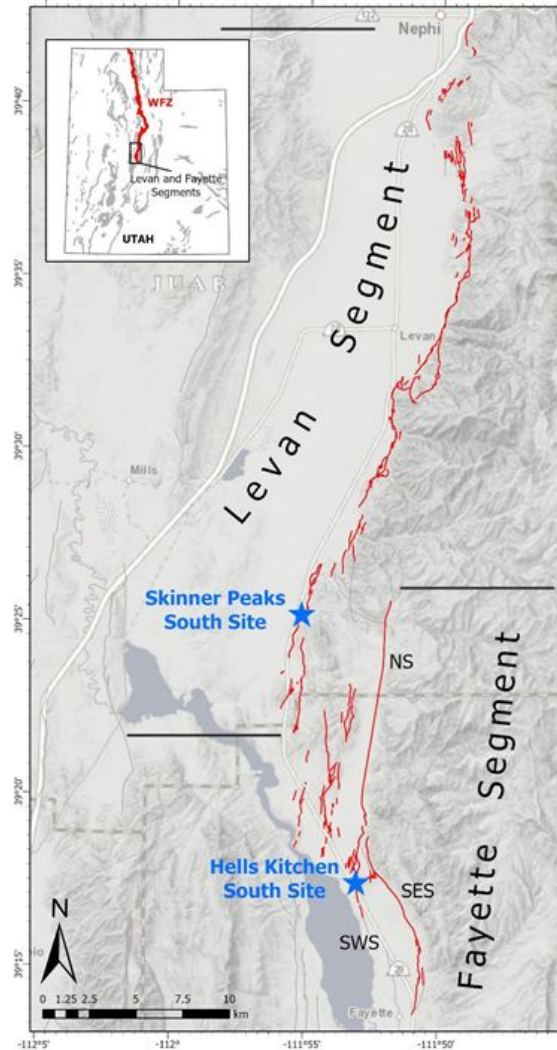 Nephi
WFZ
Levan and Fayette
Segments
UTAH
JUAB
Levan Segment
Levan
Mills
Skinner Peaks
South Site
NS
Fayette Segment
Hells Kitchen
South Site
SES
SWS
28
Fayette
N
0 1.25 2.5 5 7.5 10
km
39°40'
39°35'
39°30'
39°25'
39°20'
39°15'
-112°5'
-112°
-111°55'
-111°50'